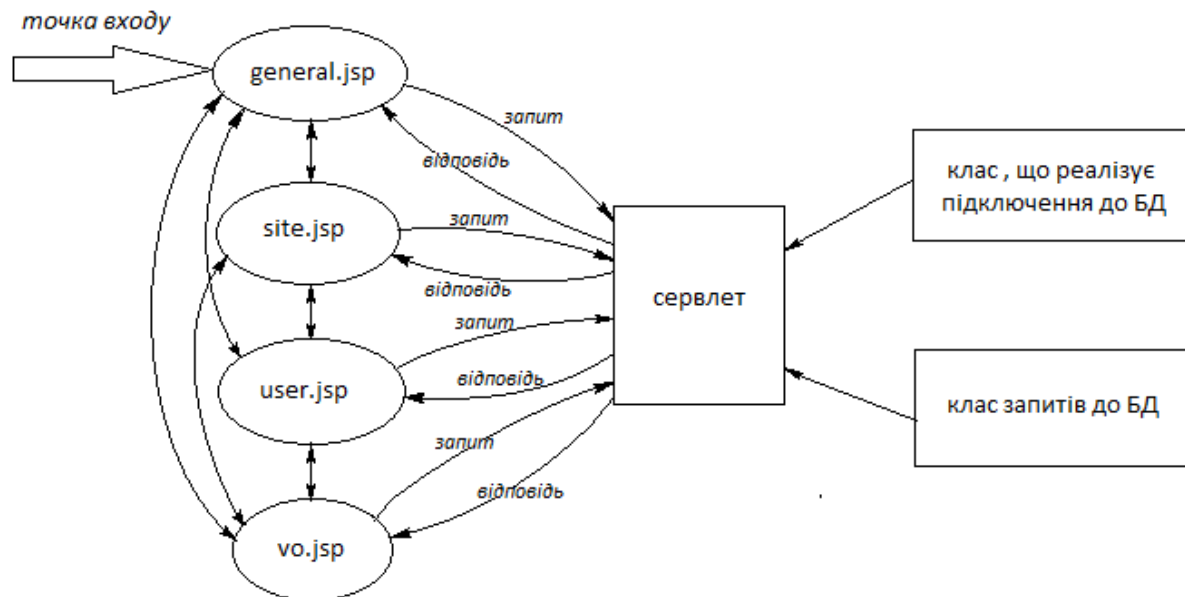 точка входу
general.jsp
запит
відповідь
site.jsp
запит
відповідь
user.jsp
запит
відповідь
vo.jsp
запит
відповідь
сервлет
клас , що реалізує
підключення до БД
клас запитів до БД